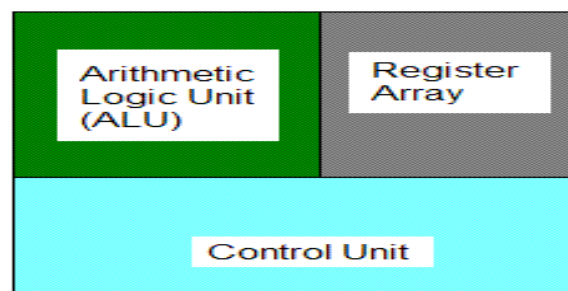 Arithmetic
Logic Unit
(ALU)
Register
Array
Control Unit